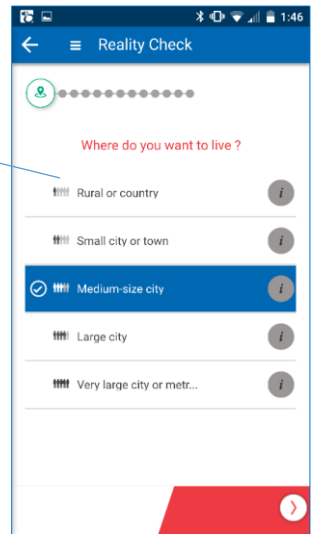 1:46
Reality Check
Where do you want to live ?
Rural or country
i
Small city or town
i
Medium-size city
i
Large city
i
Very large city or metr...
i